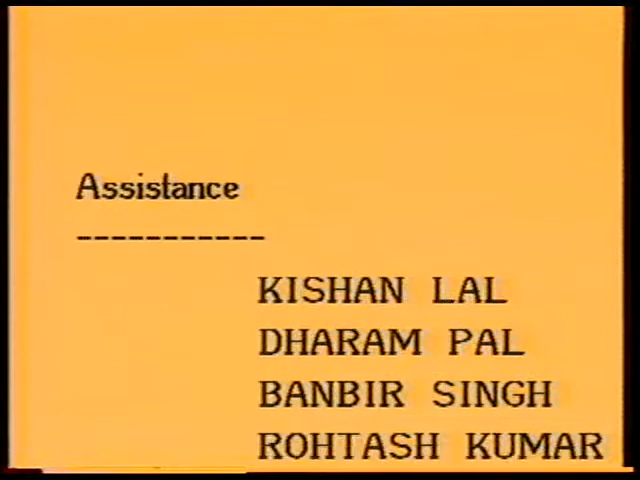 Assistance
-----------
KISHAN LAL
DHARAM PAL
BANBIR SINGH
ROHTASH KUMAR